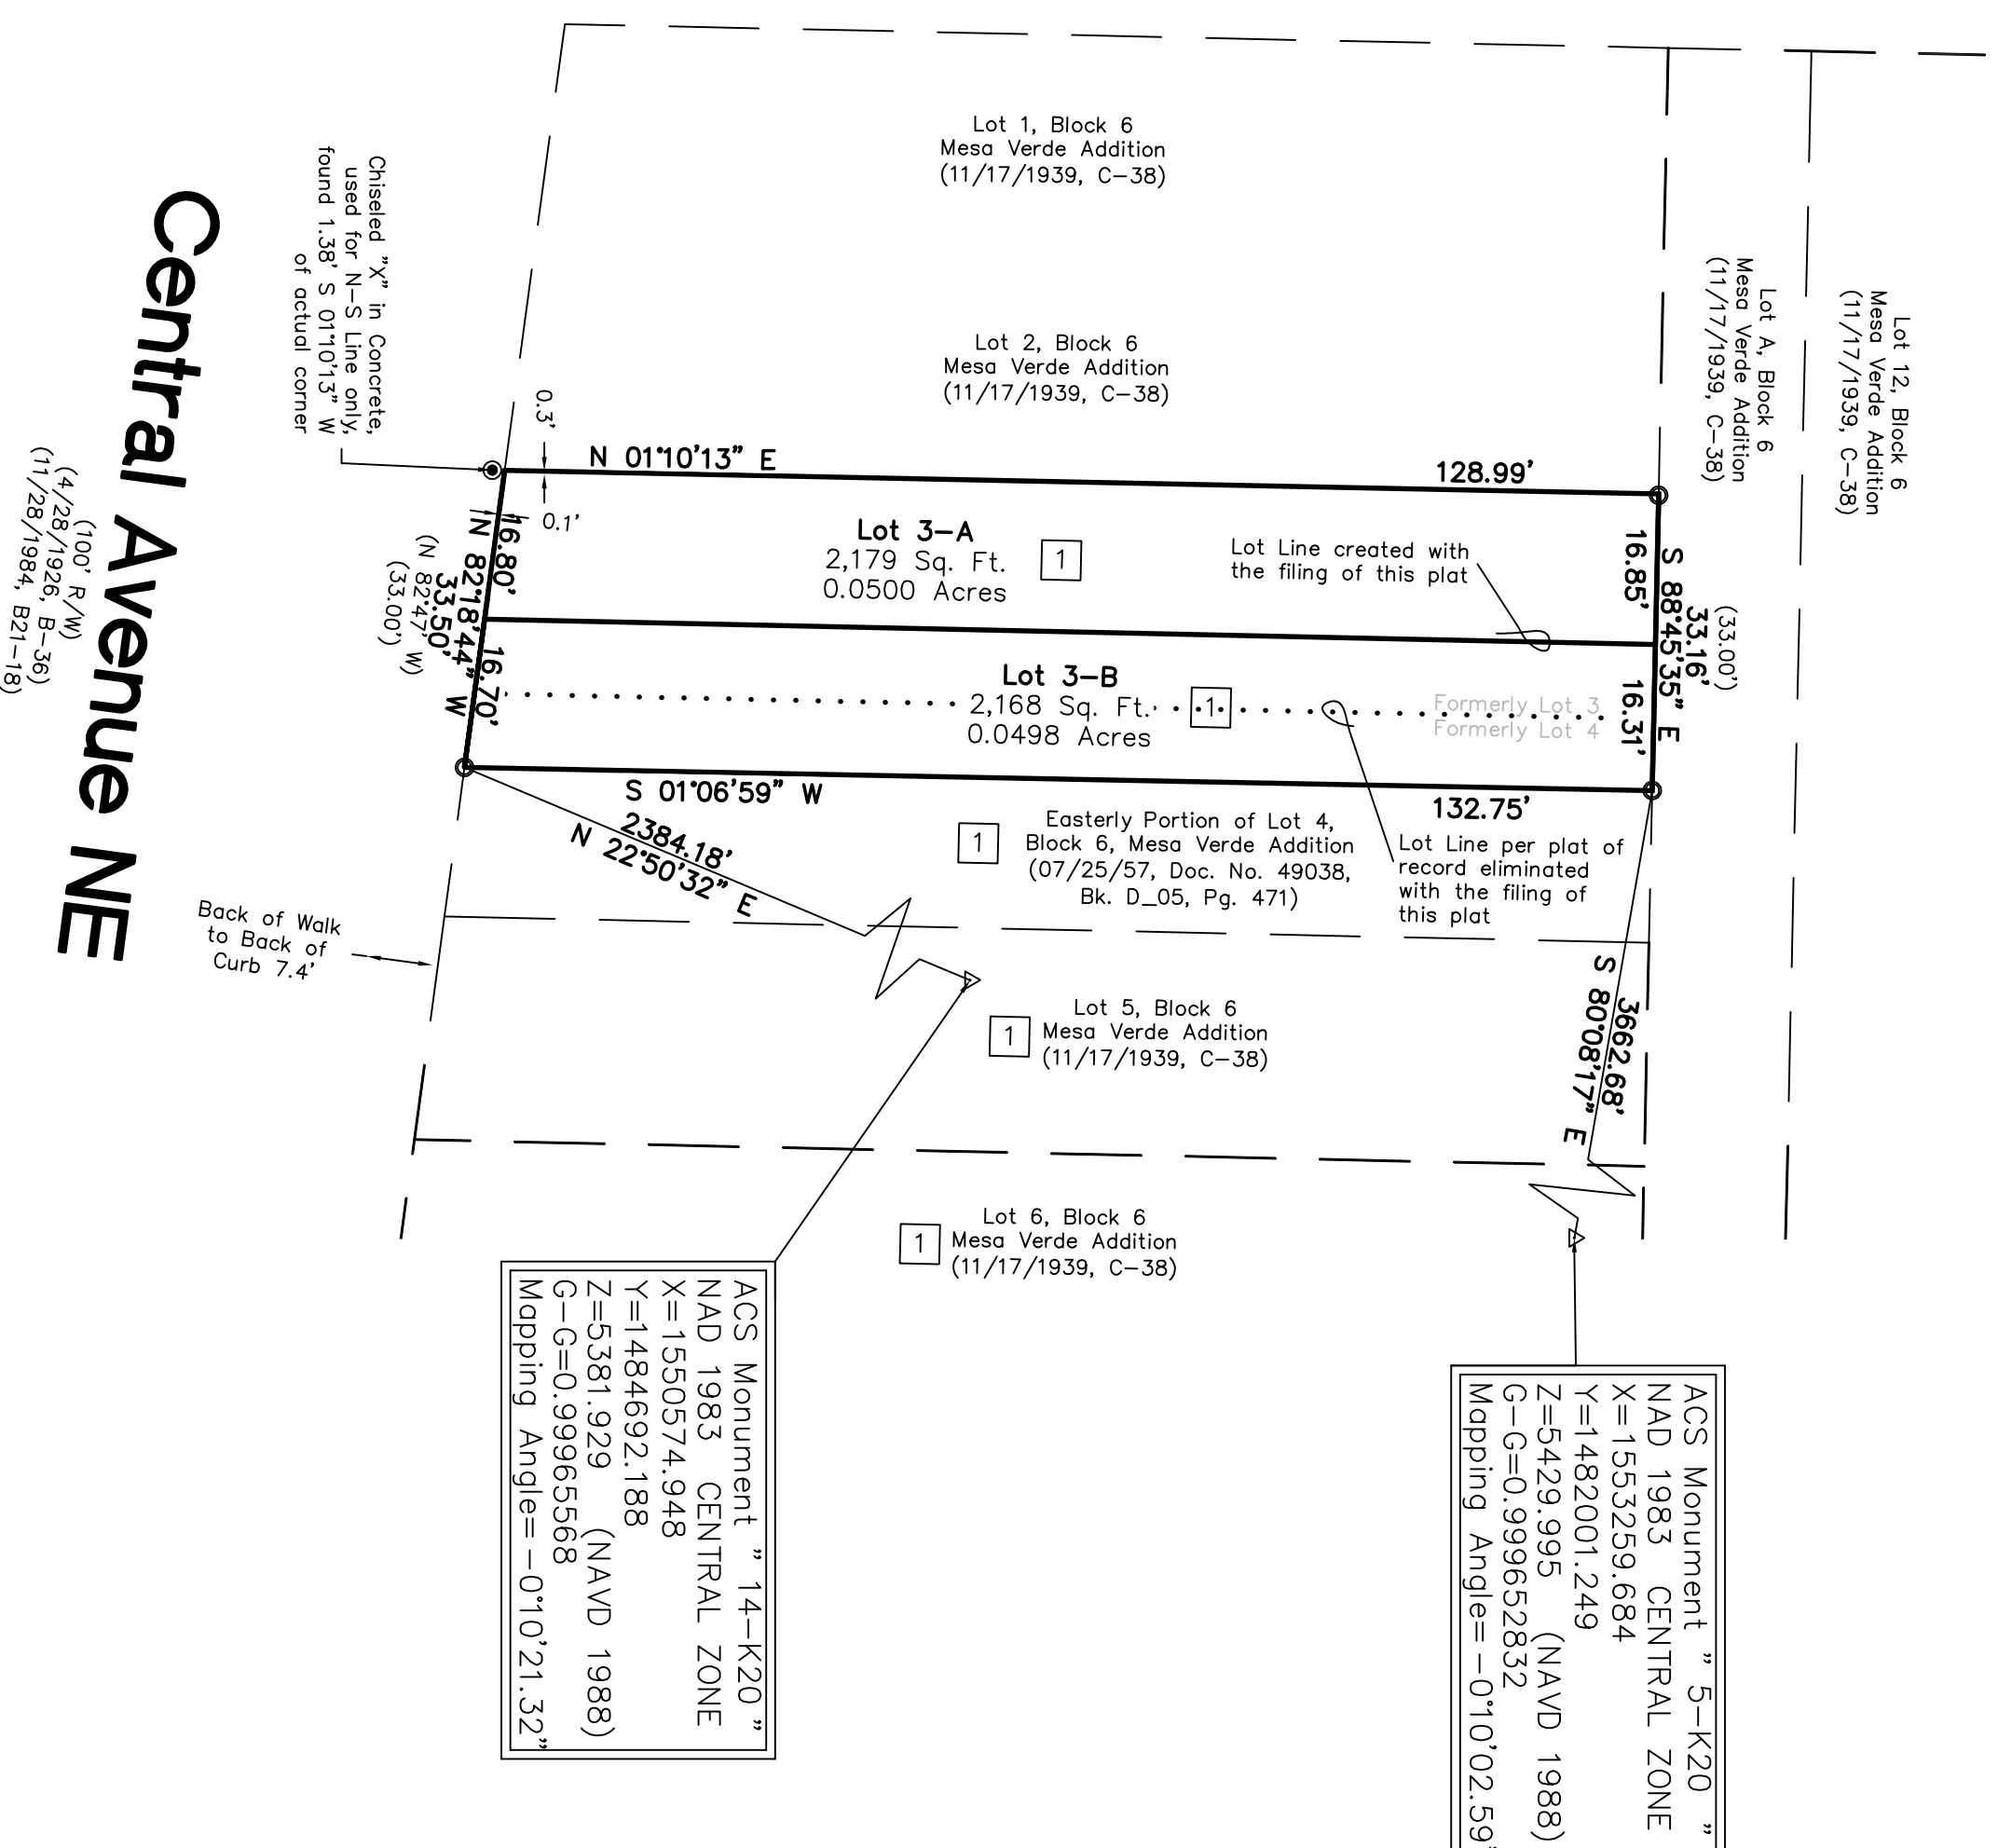 Lot 1, Block 6
Mesa Verde Addition
(11/17/1939, C-38)
Lot 2, Block 6
Mesa Verde Addition
(11/17/1939, C-38)
Lot A, Block 6
Mesa Verde Addition
(11/17/1939, C-38)
Lot 12, Block 6
Mesa Verde Addition
(11/17/1939, C-38)
Chiseled "X" in Concrete,
used for N-S Line only,
found 1.38' S 01°10'13" W
of actual corner
Central Avenue NE
(100' R/W)
(4/28/1926, B-36)
(11/28/1984, B21-18)
0.3'
0.1'
N 01°10'13" E
128.99'
Lot 3-A
2,179 Sq. Ft.
0.0500 Acres
1
Lot Line created with
the filing of this plat
16.85'
S 88°45'35" E
33.16'
(33.00')
16.31'
16.80'
N 82°18'44" W
33.50'
(N 82°47' W)
(33.00')
16.70'
Lot 3-B
2,168 Sq. Ft.
0.0498 Acres
1
Formerly Lot 3
Formerly Lot 4
S 01°06'59" W
132.75'
2384.18'
N 22°50'32" E
1
Easterly Portion of Lot 4,
Block 6, Mesa Verde Addition
(07/25/57, Doc. No. 49038,
Bk. D_05, Pg. 471)
Lot Line per plat of
record eliminated
with the filing of
this plat
Back of Walk
to Back of
Curb 7.4'
3662.68'
S 80°08'17" E
1
Lot 5, Block 6
Mesa Verde Addition
(11/17/1939, C-38)
1
Lot 6, Block 6
Mesa Verde Addition
(11/17/1939, C-38)
ACS Monument " 14-K20 "
NAD 1983 CENTRAL ZONE
X=1550574.948
Y=1484692.188
Z=5381.929 (NAVD 1988)
G-G=0.99965568
Mapping Angle=-0°10'21.32"
ACS Monument " 5-K20 "
NAD 1983 CENTRAL ZONE
X=1553259.684
Y=1482001.249
Z=5429.995 (NAVD 1988)
G-G=0.999652832
Mapping Angle=-0°10'02.59